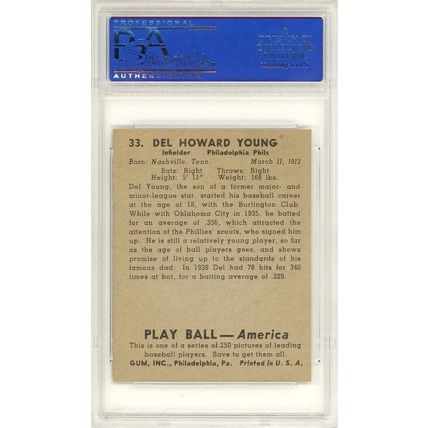 PROFESSIONAL
PSA
AUTHENTICATION
33. DEL HOWARD YOUNG
Infielder Philadelphia Phils
Born: Nashville, Tenn. March 11, 1913
Bats: Right Throws: Right
Height: 5' 11" Weight: 168 lbs.
Del Young, the son of a former major- and
minor-league star, started his baseball career
at the age of 18, with the Burlington Club.
While with Oklahoma City in 1935, he batted
for an average of .356, which attracted the
attention of the Phillies' scouts, who signed him
up. He is still a relatively young player, so far
as the age of ball players goes, and shows
promise of living up to the standards of his
famous dad. In 1938 Del had 78 hits for 340
times at bat, for a batting average of .229.
PLAY BALL — America
This is one of a series of 250 pictures of leading
baseball players. Save to get them all.
GUM, INC., Philadelphia, Pa. Printed in U. S. A.